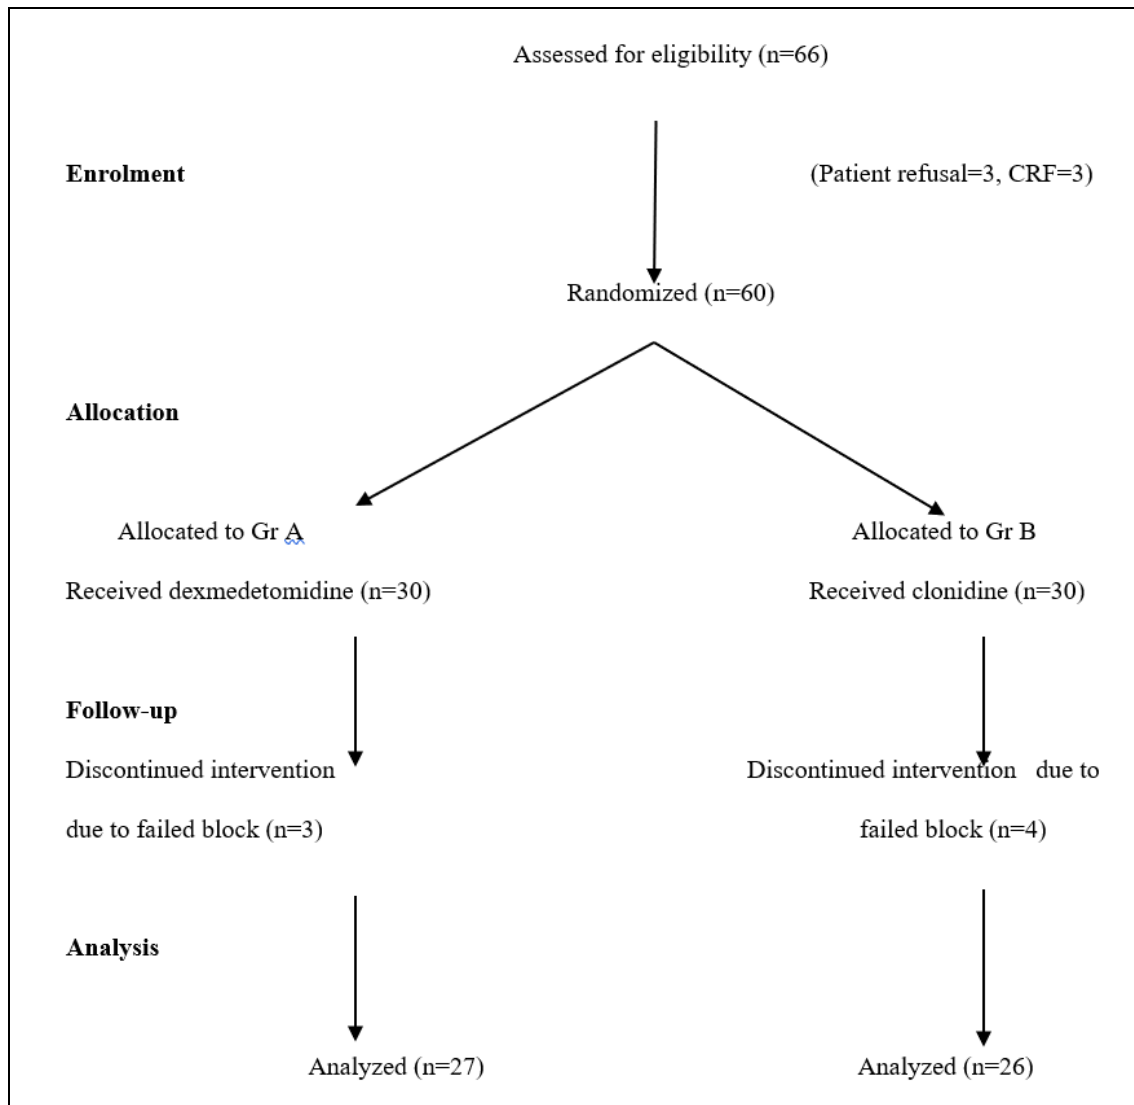 Assessed for eligibility (n=66)
Enrolment (Patient refusal=3, CRF=3)
Randomized (n=60)
Allocation
Allocated to Gr A Allocated to Gr B
Received dexmedetomidine (n=30) Received clonidine (n=30)
Follow-up
Discontinued intervention Discontinued intervention due to
due to failed block (n=3) failed block (n=4)
Analysis
Analyzed (n=27) Analyzed (n=26)